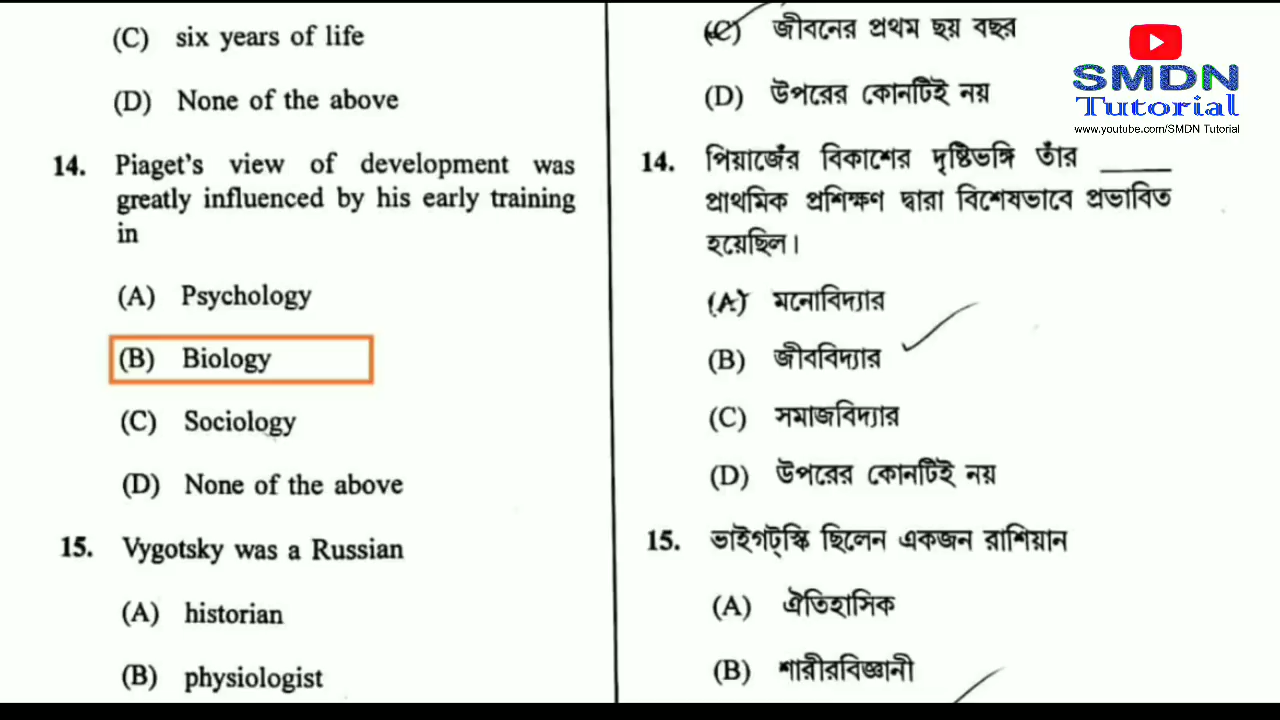 (C) six years of life
(D) None of the above
14. Piaget's view of development was
greatly influenced by his early training
in
(A) Psychology
(B) Biology
(C) Sociology
(D) None of the above
15. Vygotsky was a Russian
(A) historian
(B) physiologist
(C) জীবনের প্রথম ছয় বছর
(D) উপরের কোনটিই নয়
14. পিয়াজেঁর বিকাশের দৃষ্টিভঙ্গি তাঁর ______
প্রাথমিক প্রশিক্ষণ দ্বারা বিশেষভাবে প্রভাবিত
হয়েছিল।
(A) মনোবিদ্যার
(B) জীববিদ্যার
(C) সমাজবিদ্যার
(D) উপরের কোনটিই নয়
15. ভাইগট্স্কি ছিলেন একজন রাশিয়ান
(A) ঐতিহাসিক
(B) শারীরবিজ্ঞানী
SMDN
Tutorial
www.youtube.com/SMDN Tutorial